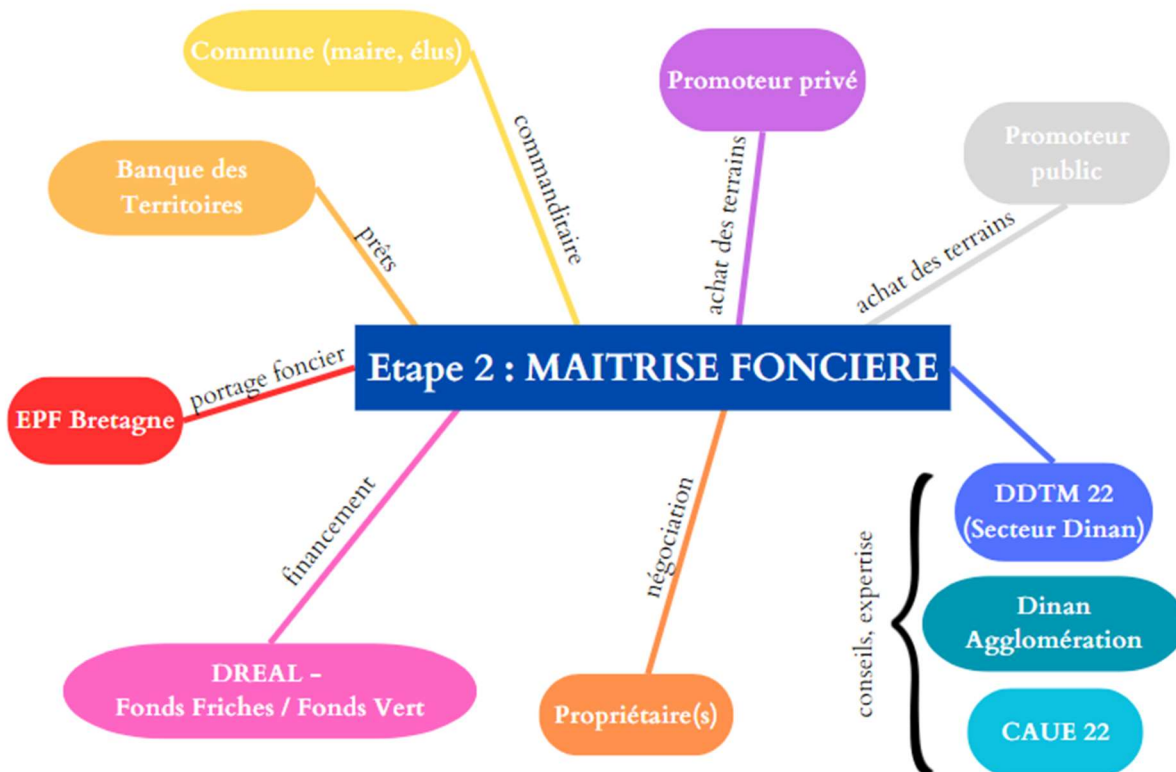 Commune (maire, élus)
commanditaire
Promoteur privé
achat des terrains
Promoteur
public
achat des terrains
Banque des
Territoires
prêts
Etape 2 : MAITRISE FONCIERE
EPF Bretagne
portage foncier
financement
DREAL -
Fonds Friches / Fonds Vert
négociation
Propriétaire(s)
conseils, expertise
DDTM 22
(Secteur Dinan)
Dinan
Agglomération
CAUE 22